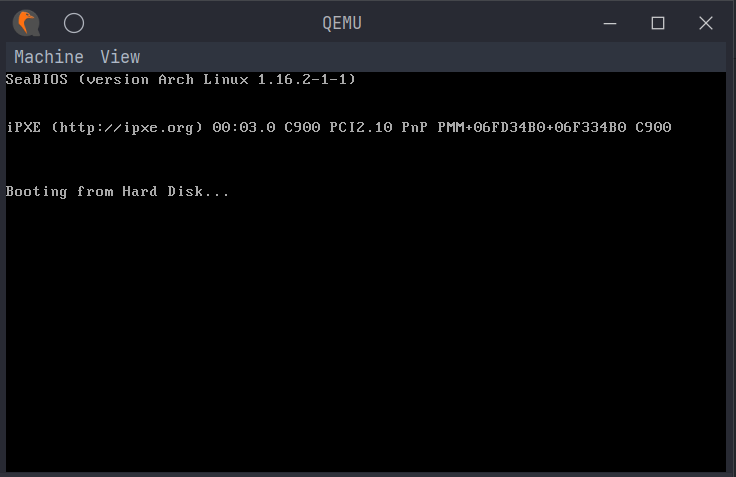 QEMU
Machine View
SeaBIOS (version Arch Linux 1.16.2-1-1)
iPXE (http://ipxe.org) 00:03.0 C900 PCI2.10 PnP PMM+06FD34B0+06F334B0 C900
Booting from Hard Disk...